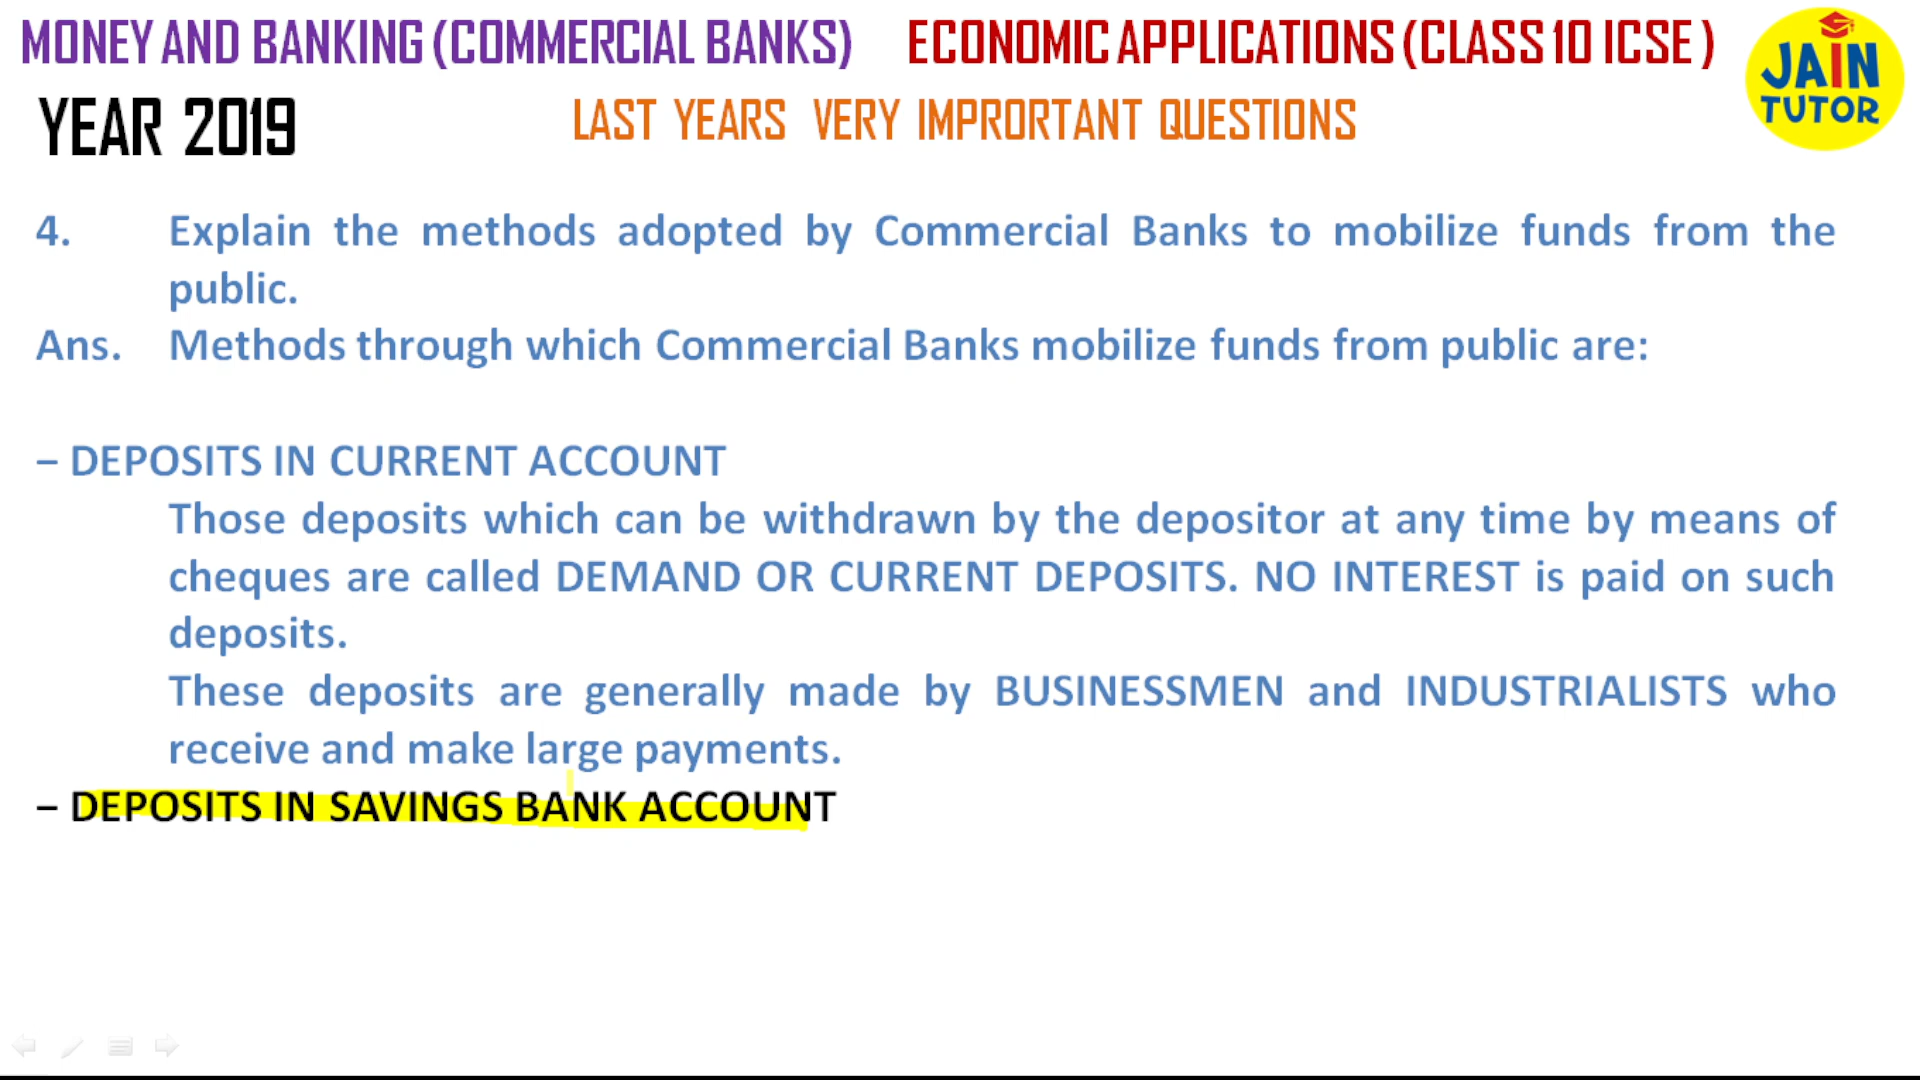 MONEY AND BANKING (COMMERCIAL BANKS) ECONOMIC APPLICATIONS (CLASS 10 ICSE )
JAIN
TUTOR
YEAR 2019 LAST YEARS VERY IMPRORTANT QUESTIONS
4. Explain the methods adopted by Commercial Banks to mobilize funds from the
public.
Ans. Methods through which Commercial Banks mobilize funds from public are:
– DEPOSITS IN CURRENT ACCOUNT
Those deposits which can be withdrawn by the depositor at any time by means of
cheques are called DEMAND OR CURRENT DEPOSITS. NO INTEREST is paid on such
deposits.
These deposits are generally made by BUSINESSMEN and INDUSTRIALISTS who
receive and make large payments.
– DEPOSITS IN SAVINGS BANK ACCOUNT